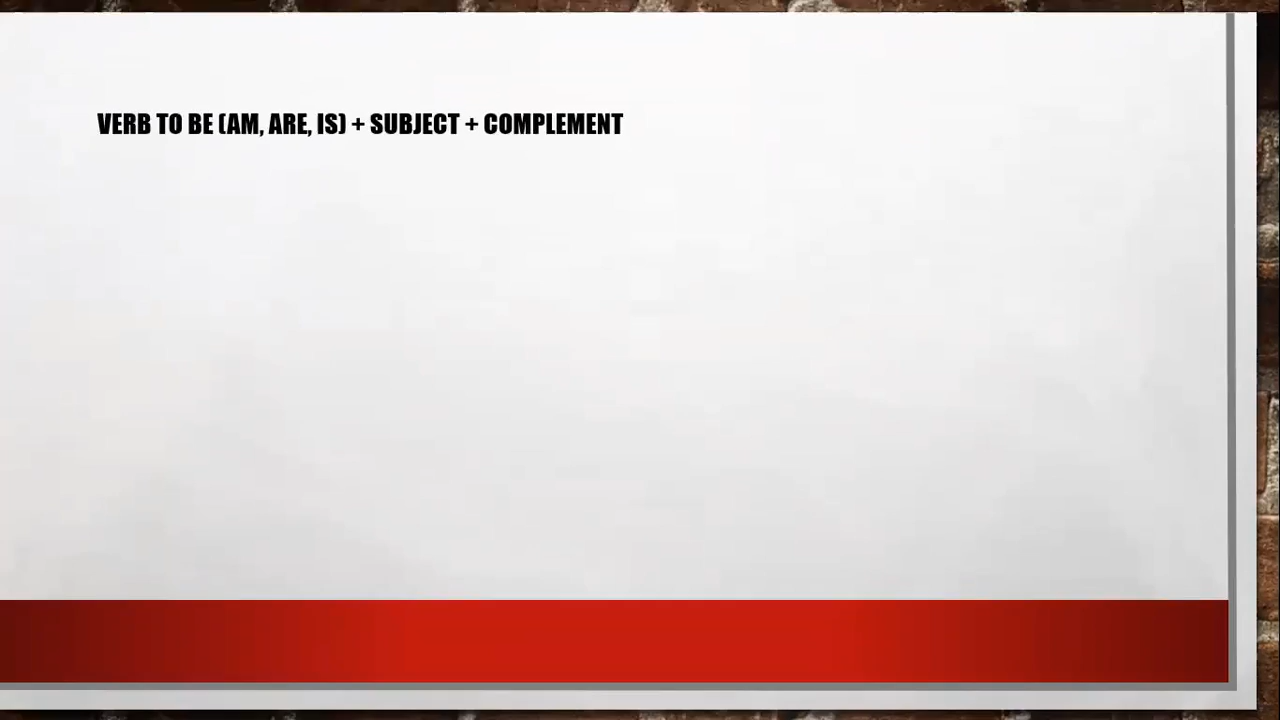 VERB TO BE (AM, ARE, IS) + SUBJECT + COMPLEMENT